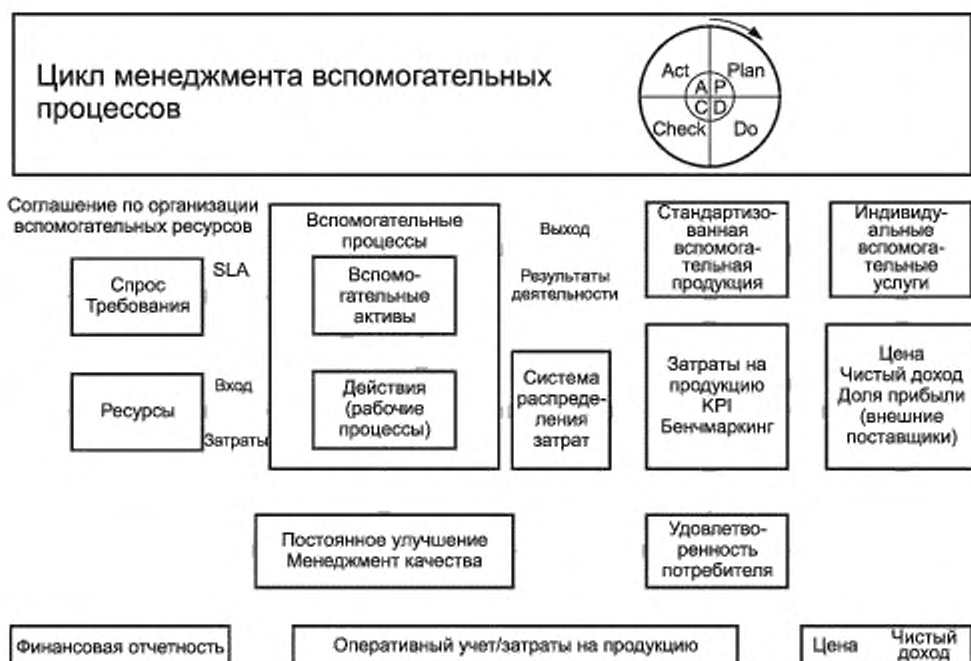 Цикл менеджмента вспомогательных
процессов
Act
Plan
A
P
C
D
Check
Do
Соглашение по организации
вспомогательных ресурсов
SLA
Спрос
Требования
Ресурсы
Вход
Затраты
Вспомогательные
процессы
Вспомо-
гательные
активы
Действия
(рабочие
процессы)
Выход
Результаты
деятельности
Система
распреде-
ления
затрат
Стандартизо-
ванная
вспомога-
тельная
продукция
Индивиду-
альные
вспомога-
тельные
услуги
Затраты на
продукцию
KPI
Бенчмаркинг
Цена
Чистый доход
Доля прибыли
(внешние
поставщики)
Постоянное улучшение
Менеджмент качества
Удовлетво-
ренность
потребителя
Финансовая отчетность
Оперативный учет/затраты на продукцию
Цена
Чистый
доход